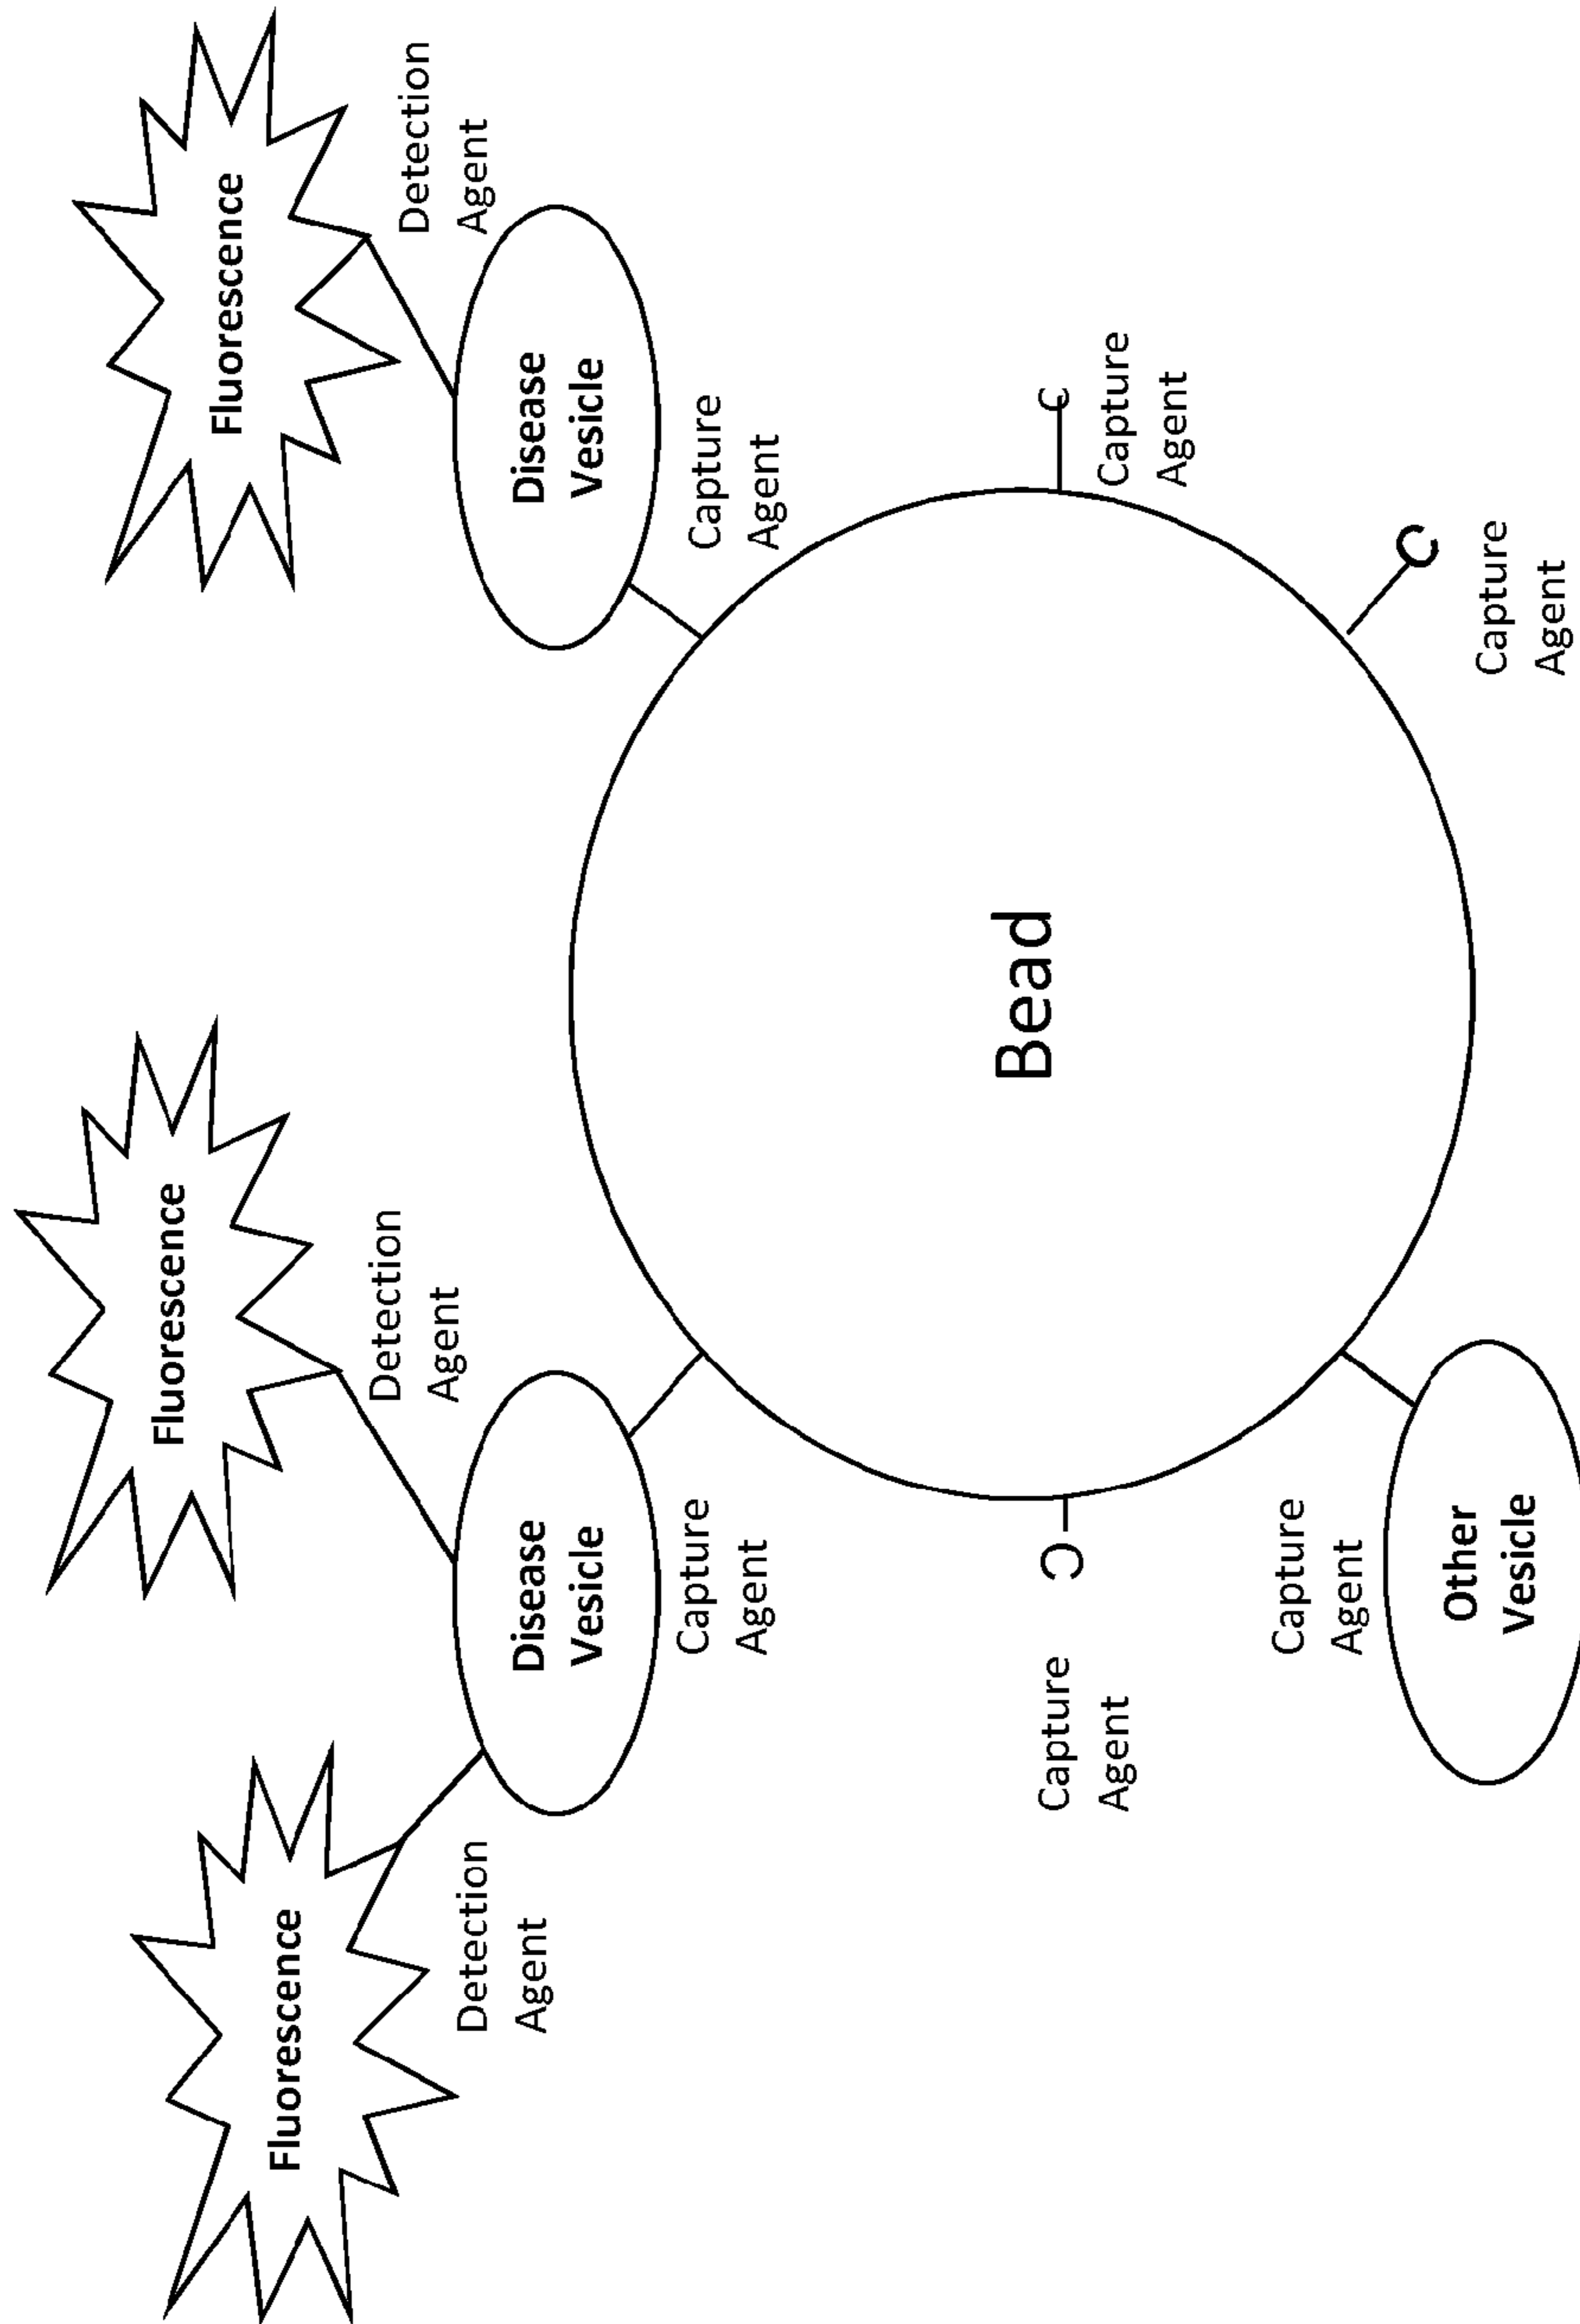 Fluorescence
Fluorescence
Fluorescence
Detection
Agent
Detection
Agent
Detection
Agent
Disease
Vesicle
Disease
Vesicle
Capture
Agent
Capture
Agent
Bead
C
Capture
Agent
C
Capture
Agent
Capture
Agent
C
Capture
Agent
Other
Vesicle